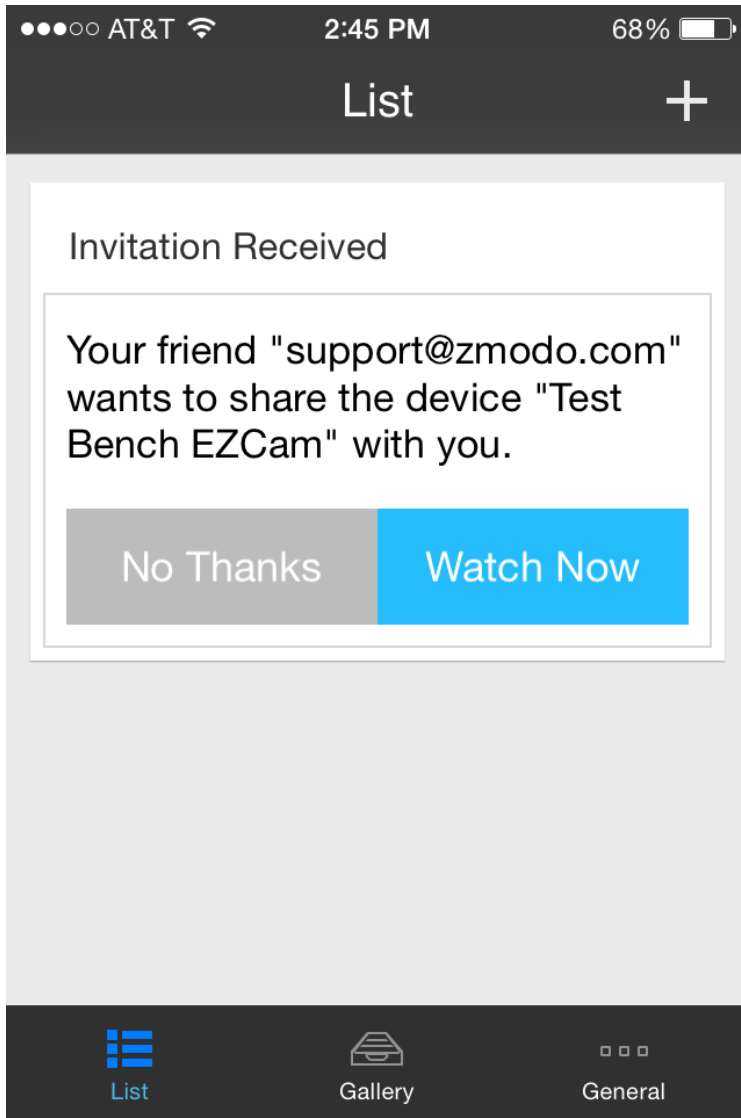 AT&T 2:45 PM 68%
List +
Invitation Received
Your friend "support@zmodo.com"
wants to share the device "Test
Bench EZCam" with you.
No Thanks Watch Now
List Gallery General